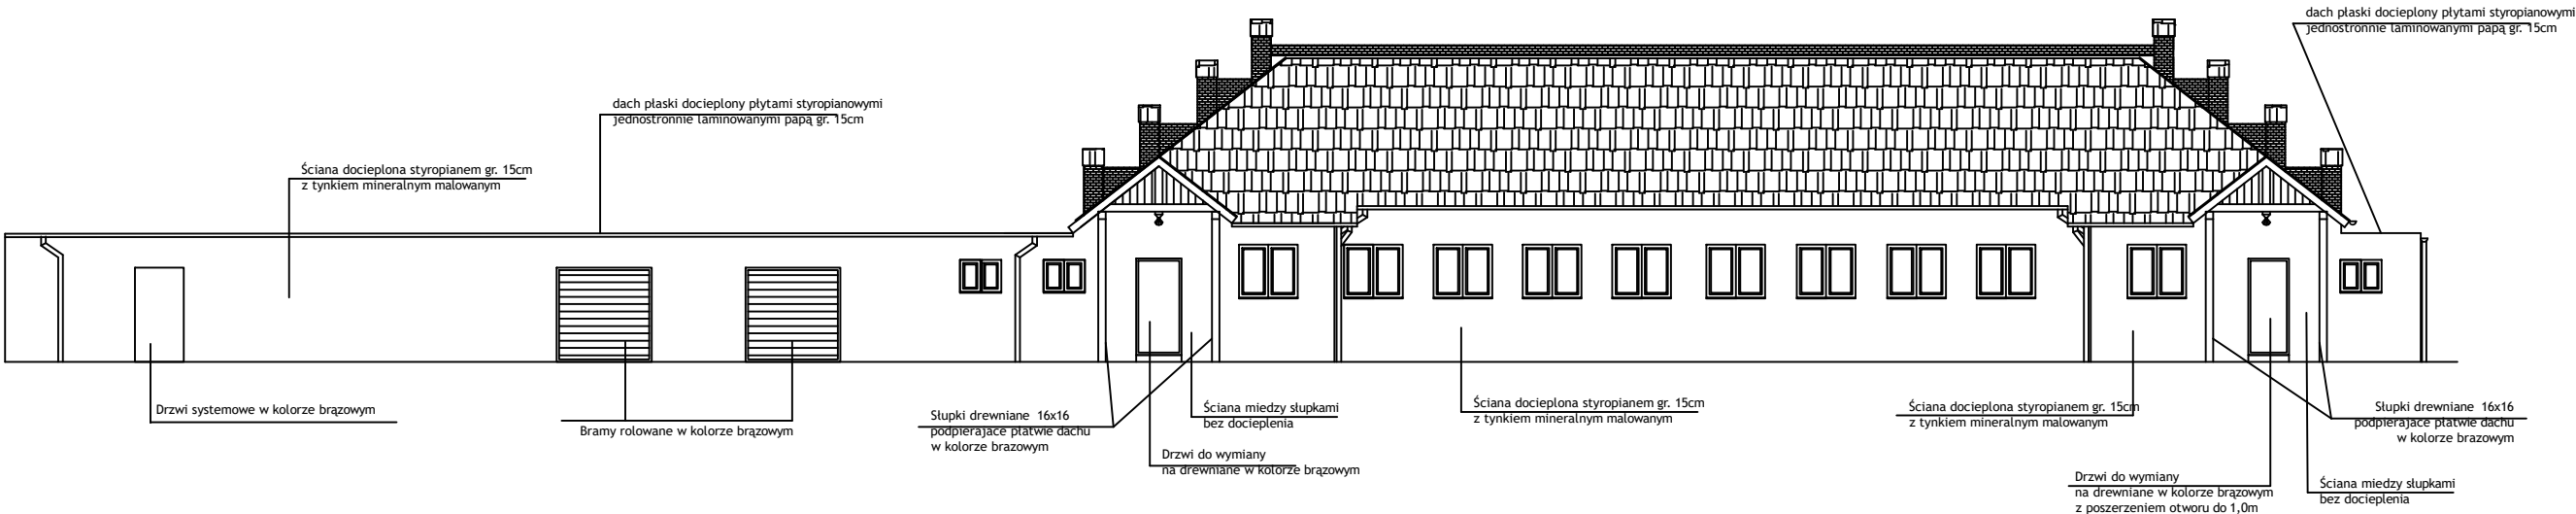 dach płaski docieplony płytami styropianowymi
jednostronnie laminowanymi papą gr. 15cm
dach płaski docieplony płytami styropianowymi
jednostronnie laminowanymi papą gr. 15cm
Ściana docieplona styropianem gr. 15cm
z tynkiem mineralnym malowanym
Drzwi systemowe w kolorze brązowym
Bramy rolowane w kolorze brązowym
Słupki drewniane 16x16
podpierajace płatwie dachu
w kolorze brazowym
Ściana miedzy słupkami
bez docieplenia
Drzwi do wymiany
na drewniane w kolorze brązowym
Ściana docieplona styropianem gr. 15cm
z tynkiem mineralnym malowanym
Ściana docieplona styropianem gr. 15cm
z tynkiem mineralnym malowanym
Słupki drewniane 16x16
podpierajace płatwie dachu
w kolorze brazowym
Drzwi do wymiany
na drewniane w kolorze brązowym
z poszerzeniem otworu do 1,0m
Ściana miedzy słupkami
bez docieplenia